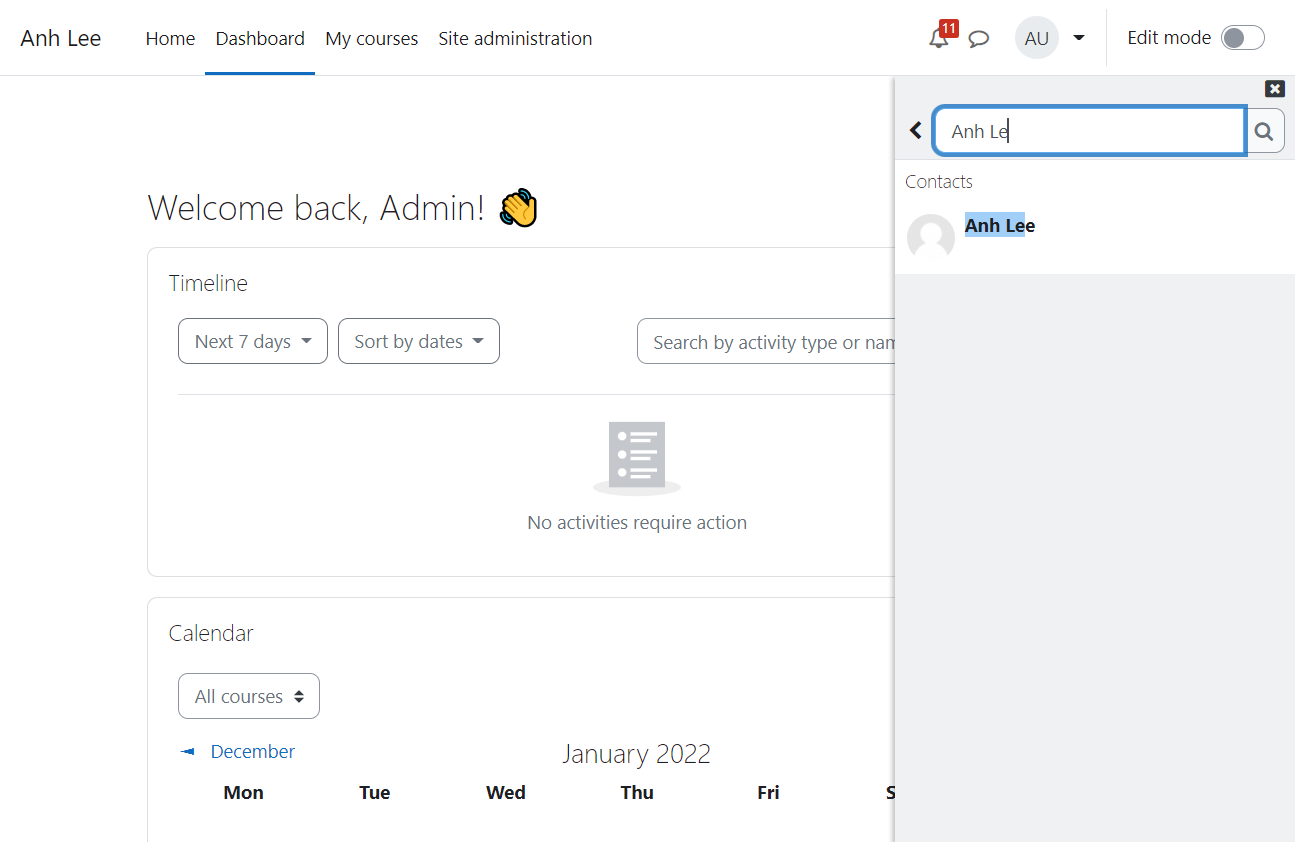 Anh Lee Home Dashboard My courses Site administration 11 AU Edit mode
Anh Le
Contacts
Anh Lee
Welcome back, Admin!
Timeline
Next 7 days Sort by dates Search by activity type or nam
No activities require action
Calendar
All courses
December January 2022
Mon Tue Wed Thu Fri S